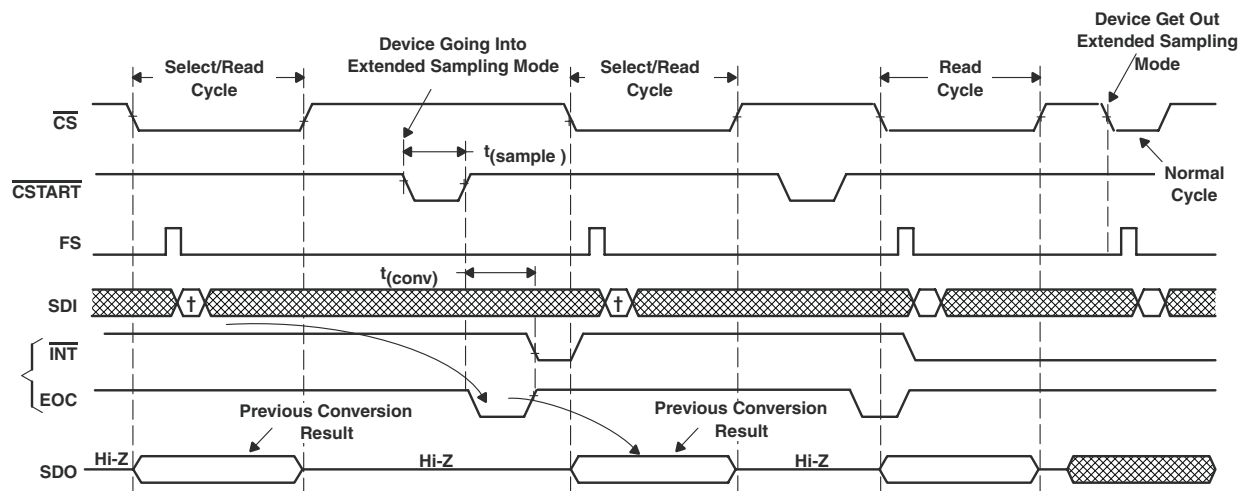 Select/Read
Cycle
Device Going Into
Extended Sampling Mode
Select/Read
Cycle
Read
Cycle
Device Get Out
Extended Sampling
Mode
CS
t(sample )
CSTART
Normal
Cycle
FS
t(conv)
SDI
†
†
INT
EOC
Previous Conversion
Result
Previous Conversion
Result
SDO
Hi-Z
Hi-Z
Hi-Z